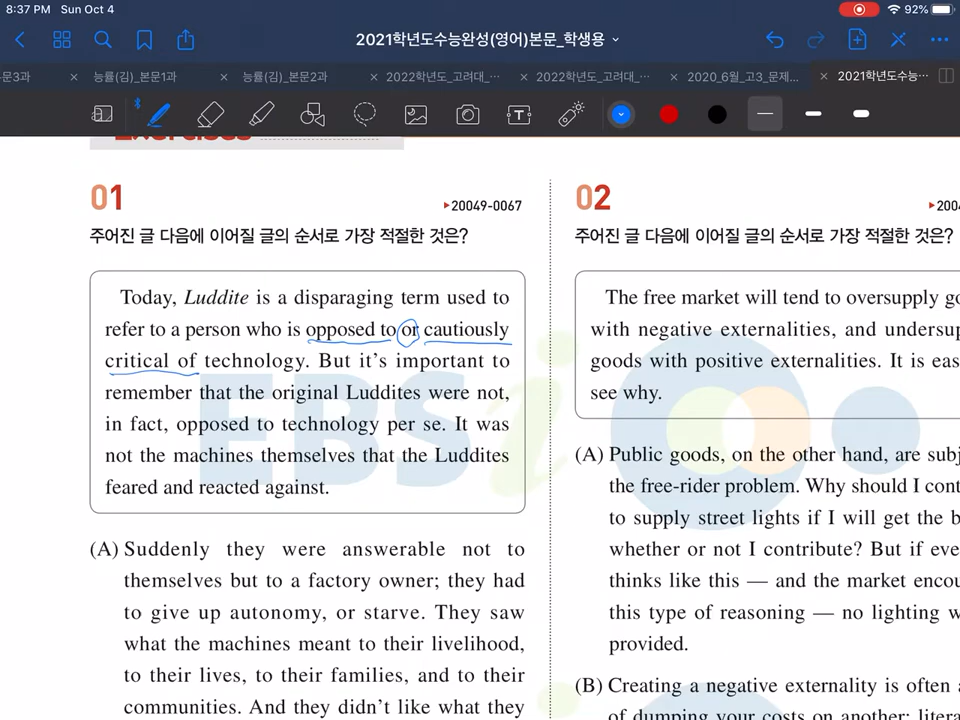 8:37 PM Sun Oct 4
92%
2021학년도수능완성(영어)본문_학생용
문3과
능률(김)_본문1과
능률(김)_본문2과
2022학년도_고려대_...
2022학년도_고려대_...
2020_6월_고3_문제...
2021학년도수능...
Exercises
01
▶20049-0067
주어진 글 다음에 이어질 글의 순서로 가장 적절한 것은?
Today, Luddite is a disparaging term used to
refer to a person who is opposed to or cautiously
critical of technology. But it's important to
remember that the original Luddites were not,
in fact, opposed to technology per se. It was
not the machines themselves that the Luddites
feared and reacted against.
(A) Suddenly they were answerable not to
themselves but to a factory owner; they had
to give up autonomy, or starve. They saw
what the machines meant to their livelihood,
to their lives, to their families, and to their
communities. And they didn't like what they
02
▶200
주어진 글 다음에 이어질 글의 순서로 가장 적절한 것은?
The free market will tend to oversupply go
with negative externalities, and undersup
goods with positive externalities. It is eas
see why.
(A) Public goods, on the other hand, are subj
the free-rider problem. Why should I cont
to supply street lights if I will get the b
whether or not I contribute? But if eve
thinks like this — and the market encou
this type of reasoning — no lighting w
provided.
(B) Creating a negative externality is often a
of dumping your costs on another: litera
EBSi